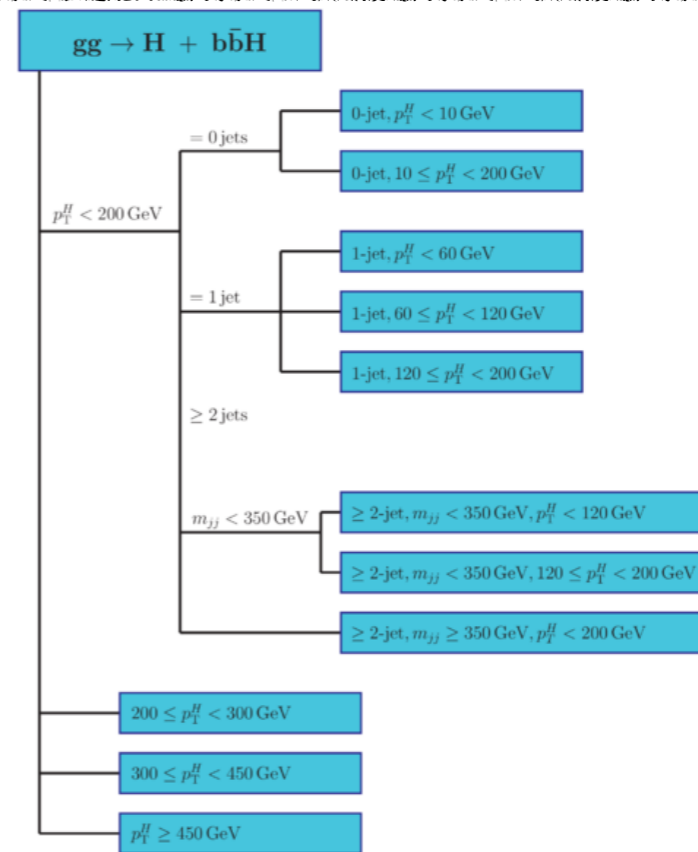 gg → H + bb̄H
= 0 jets
0-jet, p_T^H < 10 GeV
0-jet, 10 ≤ p_T^H < 200 GeV
p_T^H < 200 GeV
= 1 jet
1-jet, p_T^H < 60 GeV
1-jet, 60 ≤ p_T^H < 120 GeV
1-jet, 120 ≤ p_T^H < 200 GeV
≥ 2 jets
m_jj < 350 GeV
≥ 2-jet, m_jj < 350 GeV, p_T^H < 120 GeV
≥ 2-jet, m_jj < 350 GeV, 120 ≤ p_T^H < 200 GeV
≥ 2-jet, m_jj ≥ 350 GeV, p_T^H < 200 GeV
200 ≤ p_T^H < 300 GeV
300 ≤ p_T^H < 450 GeV
p_T^H ≥ 450 GeV